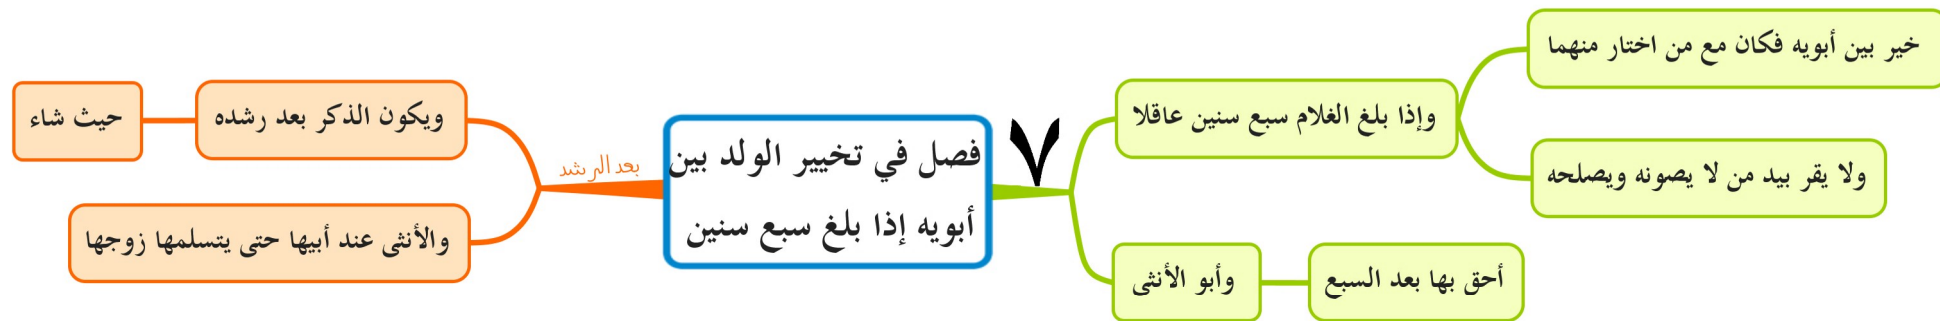 فصل في تخيير الولد بين
أبويه إذا بلغ سبع سنين
٧
وإذا بلغ الغلام سبع سنين عاقلا
خير بين أبويه فكان مع من اختار منهما
ولا يقر بيد من لا يصونه ويصلحه
وأبو الأنثى
أحق بها بعد السبع
بعد الرشد
ويكون الذكر بعد رشده
حيث شاء
والأنثى عند أبيها حتى يتسلمها زوجها